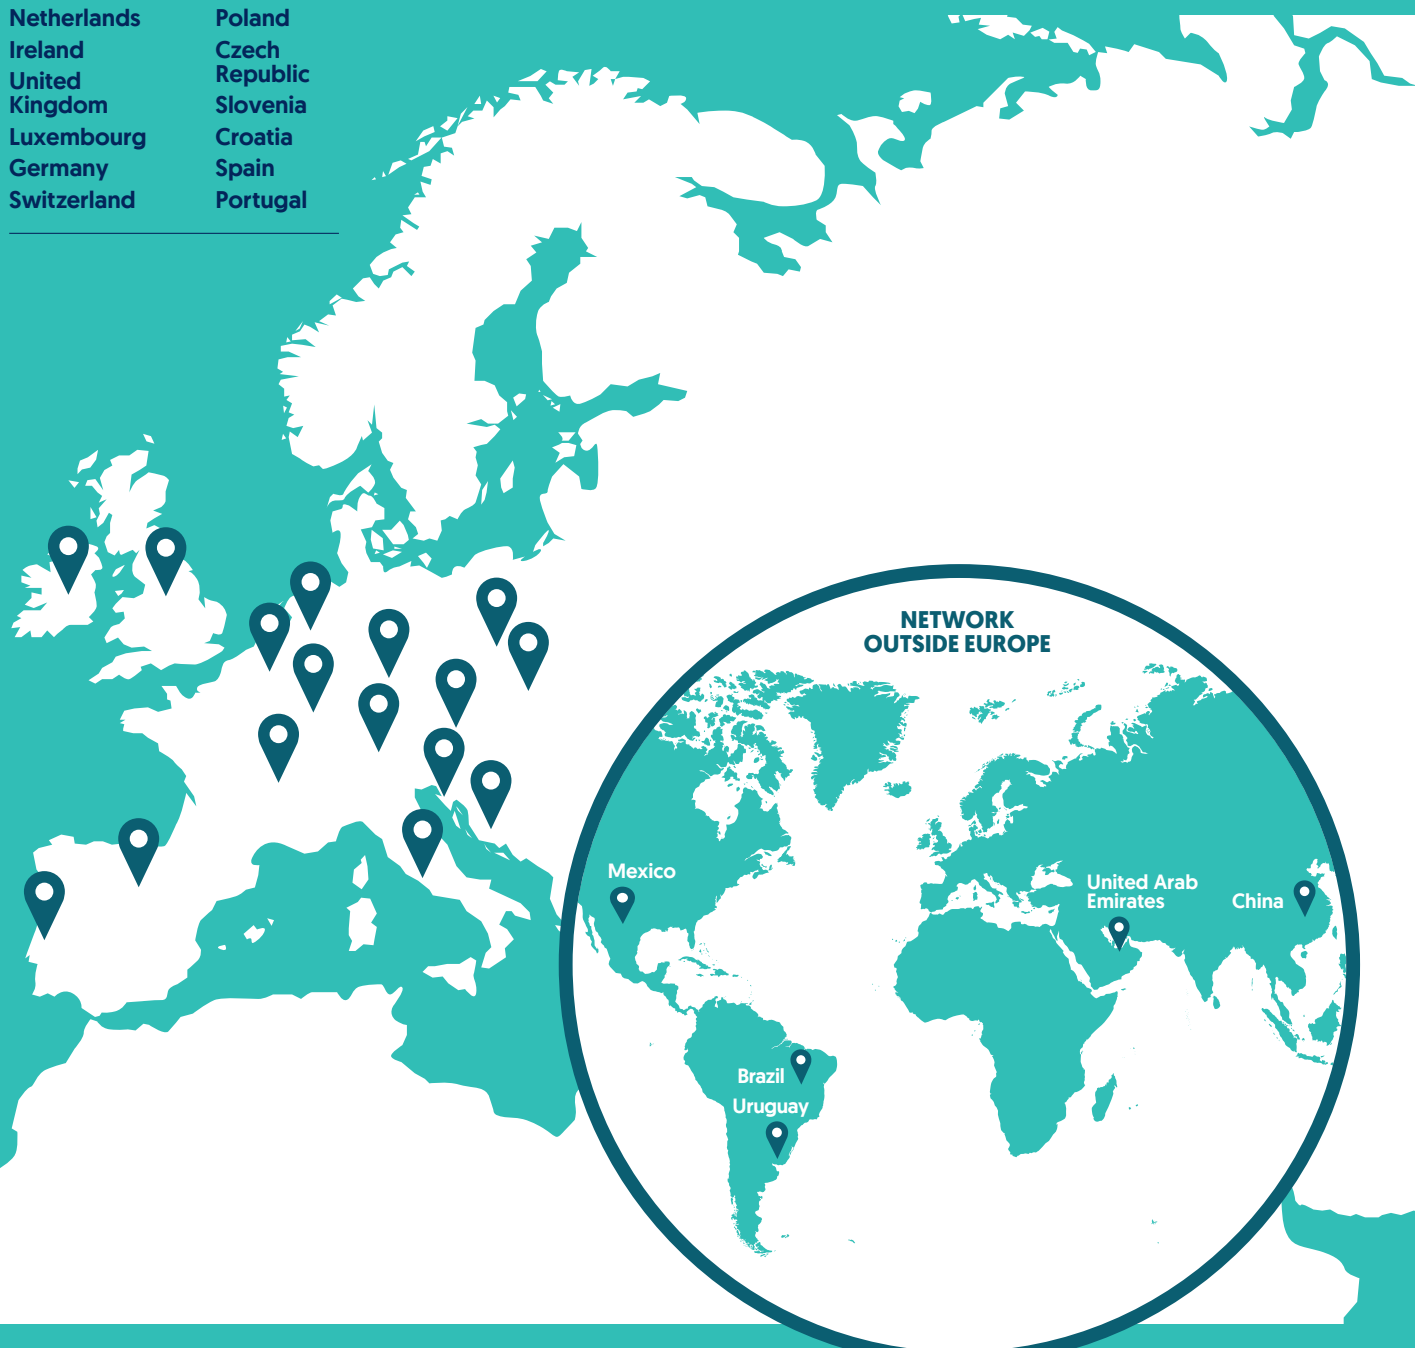 Netherlands
Ireland
United
Kingdom
Luxembourg
Germany
Switzerland
Poland
Czech
Republic
Slovenia
Croatia
Spain
Portugal
NETWORK
OUTSIDE EUROPE
Mexico
United Arab
Emirates
China
Brazil
Uruguay